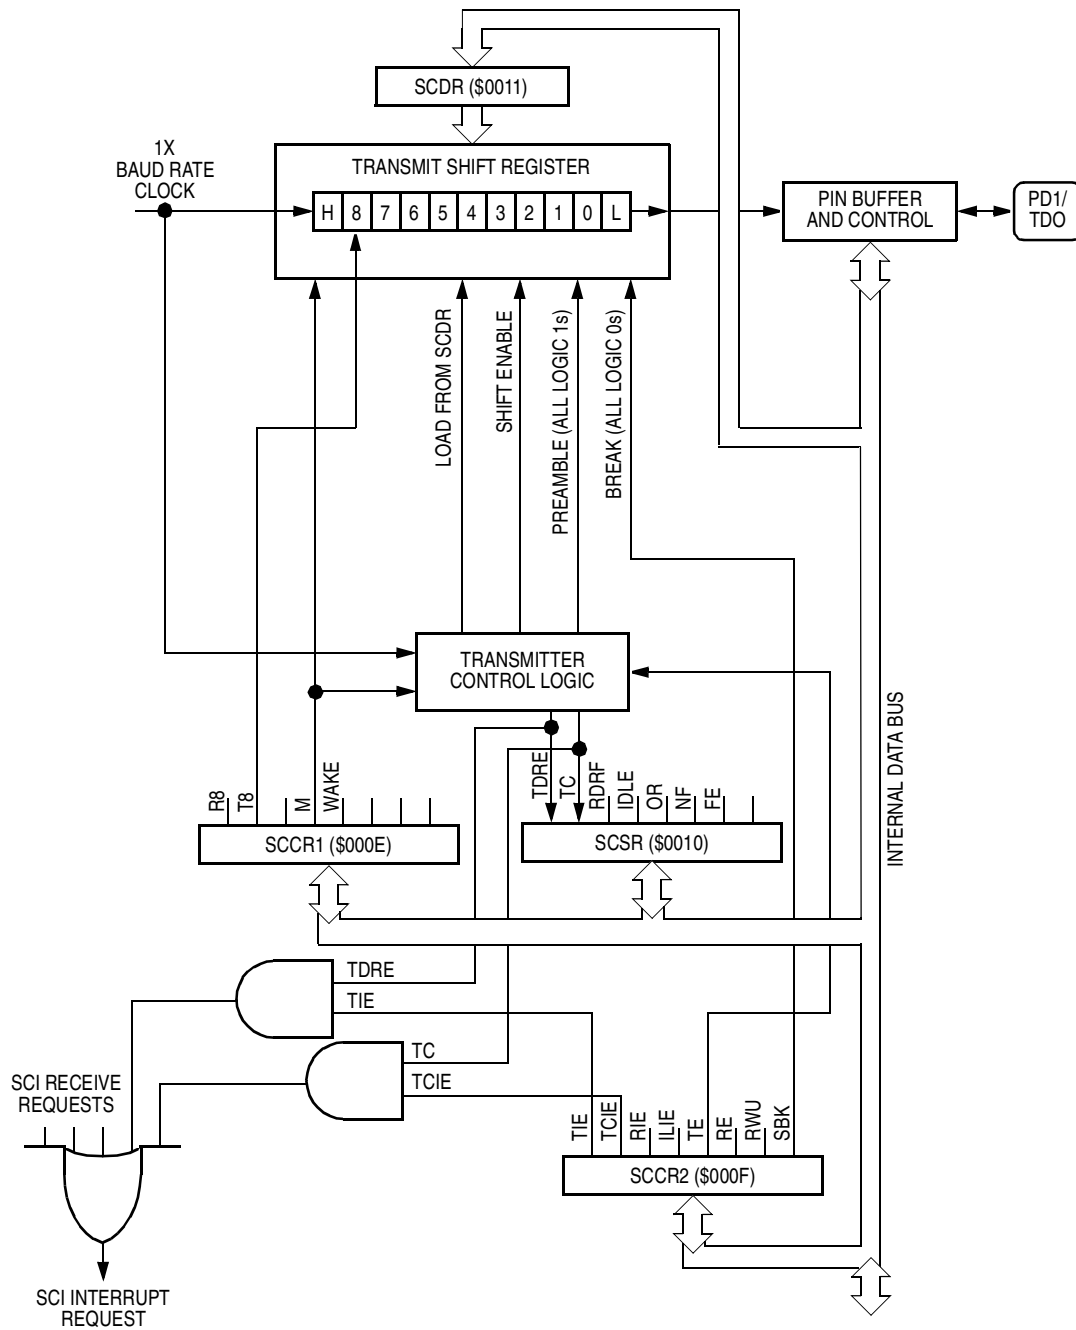 SCDR ($0011)
1X
BAUD RATE
CLOCK
TRANSMIT SHIFT REGISTER
H 8 7 6 5 4 3 2 1 0 L
PIN BUFFER
AND CONTROL
PD1/
TDO
LOAD FROM SCDR
SHIFT ENABLE
PREAMBLE (ALL LOGIC 1s)
BREAK (ALL LOGIC 0s)
TRANSMITTER
CONTROL LOGIC
INTERNAL DATA BUS
R8
T8
M
WAKE
TDRE
TC
RDRF
IDLE
OR
NF
FE
SCCR1 ($000E)
SCSR ($0010)
TDRE
TIE
TC
TCIE
SCI RECEIVE
REQUESTS
TIE
TCIE
RIE
ILIE
TE
RE
RWU
SBK
SCCR2 ($000F)
SCI INTERRUPT
REQUEST